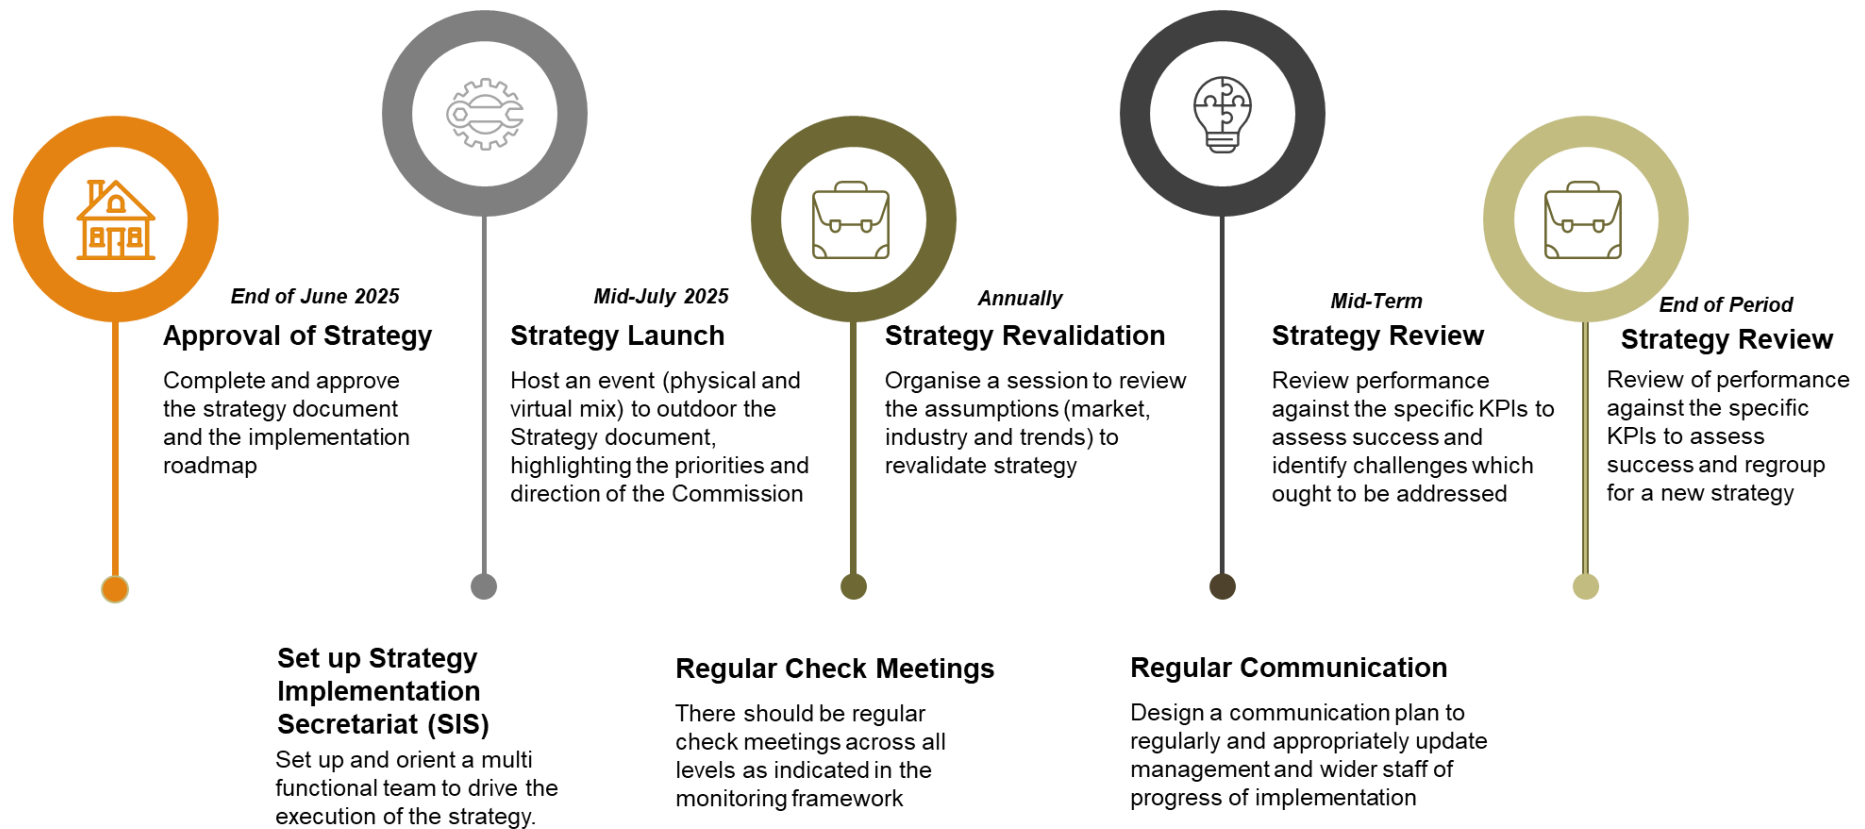 End of June 2025
Approval of Strategy
Complete and approve
the strategy document
and the implementation
roadmap
Mid-July 2025
Strategy Launch
Host an event (physical and
virtual mix) to outdoor the
Strategy document,
highlighting the priorities and
direction of the Commission
Annually
Strategy Revalidation
Organise a session to review
the assumptions (market,
industry and trends) to
revalidate strategy
Mid-Term
Strategy Review
Review performance
against the specific KPIs to
assess success and
identify challenges which
ought to be addressed
End of Period
Strategy Review
Review of performance
against the specific
KPIs to assess
success and regroup
for a new strategy
Set up Strategy
Implementation
Secretariat (SIS)
Set up and orient a multi
functional team to drive the
execution of the strategy.
Regular Check Meetings
There should be regular
check meetings across all
levels as indicated in the
monitoring framework
Regular Communication
Design a communication plan to
regularly and appropriately update
management and wider staff of
progress of implementation